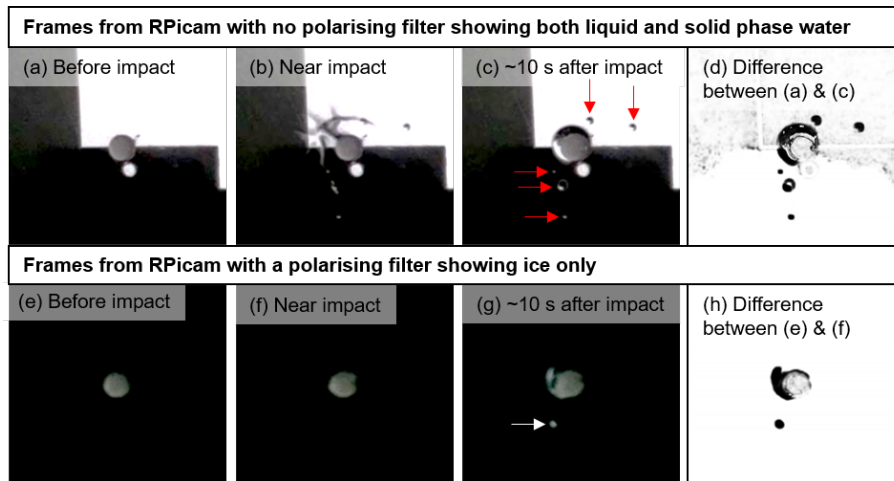 Frames from RPicam with no polarising filter showing both liquid and solid phase water
(a) Before impact
(b) Near impact
(c) ~10 s after impact
(d) Difference
between (a) & (c)
Frames from RPicam with a polarising filter showing ice only
(e) Before impact
(f) Near impact
(g) ~10 s after impact
(h) Difference
between (e) & (f)